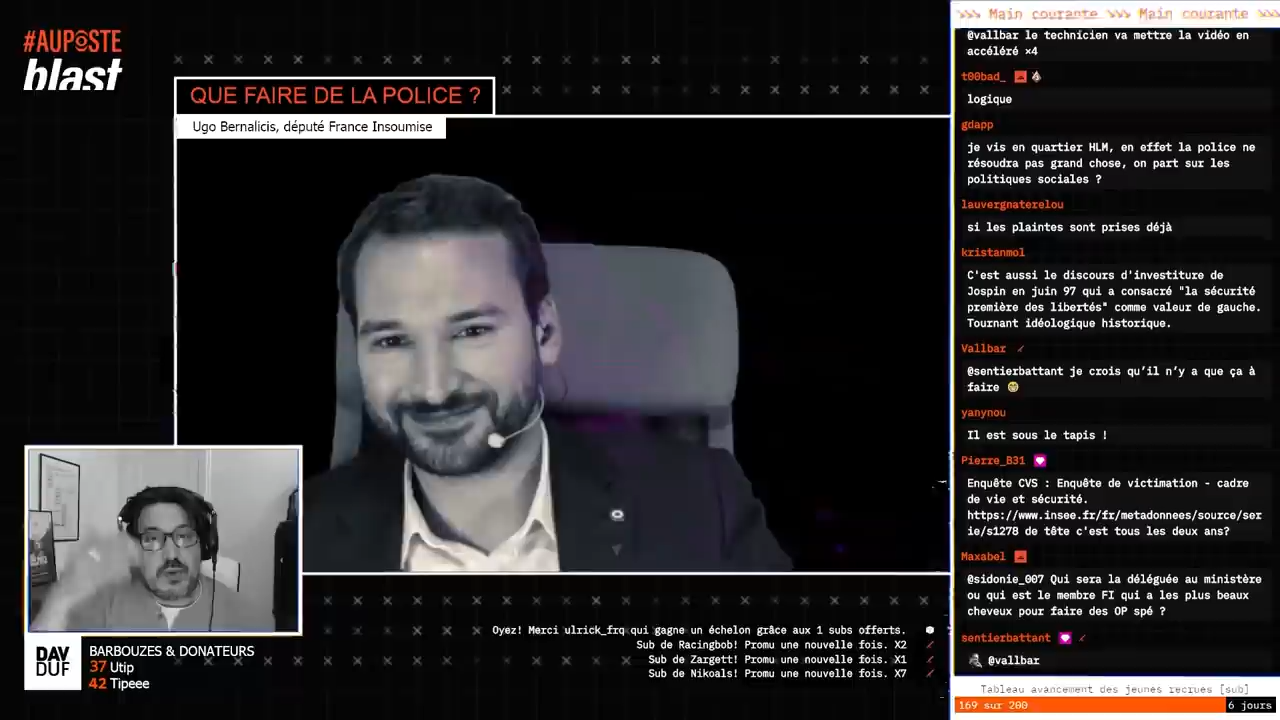 #AUPOSTE
blast
QUE FAIRE DE LA POLICE ?
Ugo Bernalicis, député France Insoumise
DAV
DUF
BARBOUZES & DONATEURS
37 Utip
42 Tipeee
Oyez! Merci ulrick_frq qui gagne un échelon grâce aux 1 subs offerts.
Sub de Racingbob! Promu une nouvelle fois. X2
Sub de Zargett! Promu une nouvelle fois. X1
Sub de Nikoals! Promu une nouvelle fois. X7
>>> Main courante >>> Main courante >>>
@vallbar le technicien va mettre la vidéo en
accéléré ×4
t00bad_
logique
gdapp
je vis en quartier HLM, en effet la police ne
résoudra pas grand chose, on part sur les
politiques sociales ?
lauvergnaterelou
si les plaintes sont prises déjà
kristanmol
C'est aussi le discours d'investiture de
Jospin en juin 97 qui a consacré "la sécurité
première des libertés" comme valeur de gauche.
Tournant idéologique historique.
Vallbar
@sentierbattant je crois qu’il n’y a que ça à
faire 😁
yanynou
Il est sous le tapis !
Pierre_B31
Enquête CVS : Enquête de victimation - cadre
de vie et sécurité.
https://www.insee.fr/fr/metadonnees/source/ser
ie/s1278 de tête c'est tous les deux ans?
Maxabel
@sidonie_007 Qui sera la déléguée au ministère
ou qui est le membre FI qui a les plus beaux
cheveux pour faire des OP spé ?
sentierbattant
@vallbar
Tableau avancement des jeunes recrues [sub]
169 sur 200
6 jours